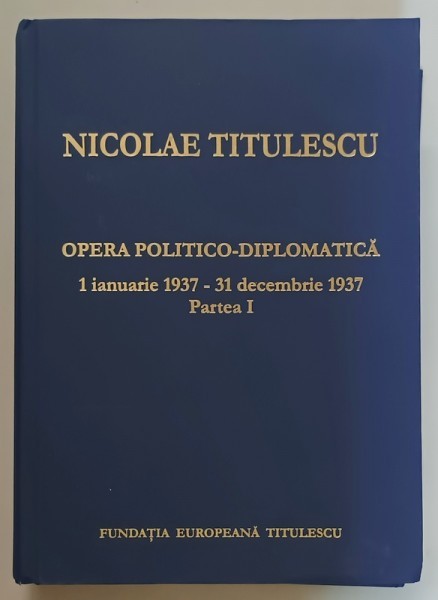 NICOLAE TITULESCU
OPERA POLITICO-DIPLOMATICĂ
1 ianuarie 1937 - 31 decembrie 1937
Partea I
FUNDAȚIA EUROPEANĂ TITULESCU